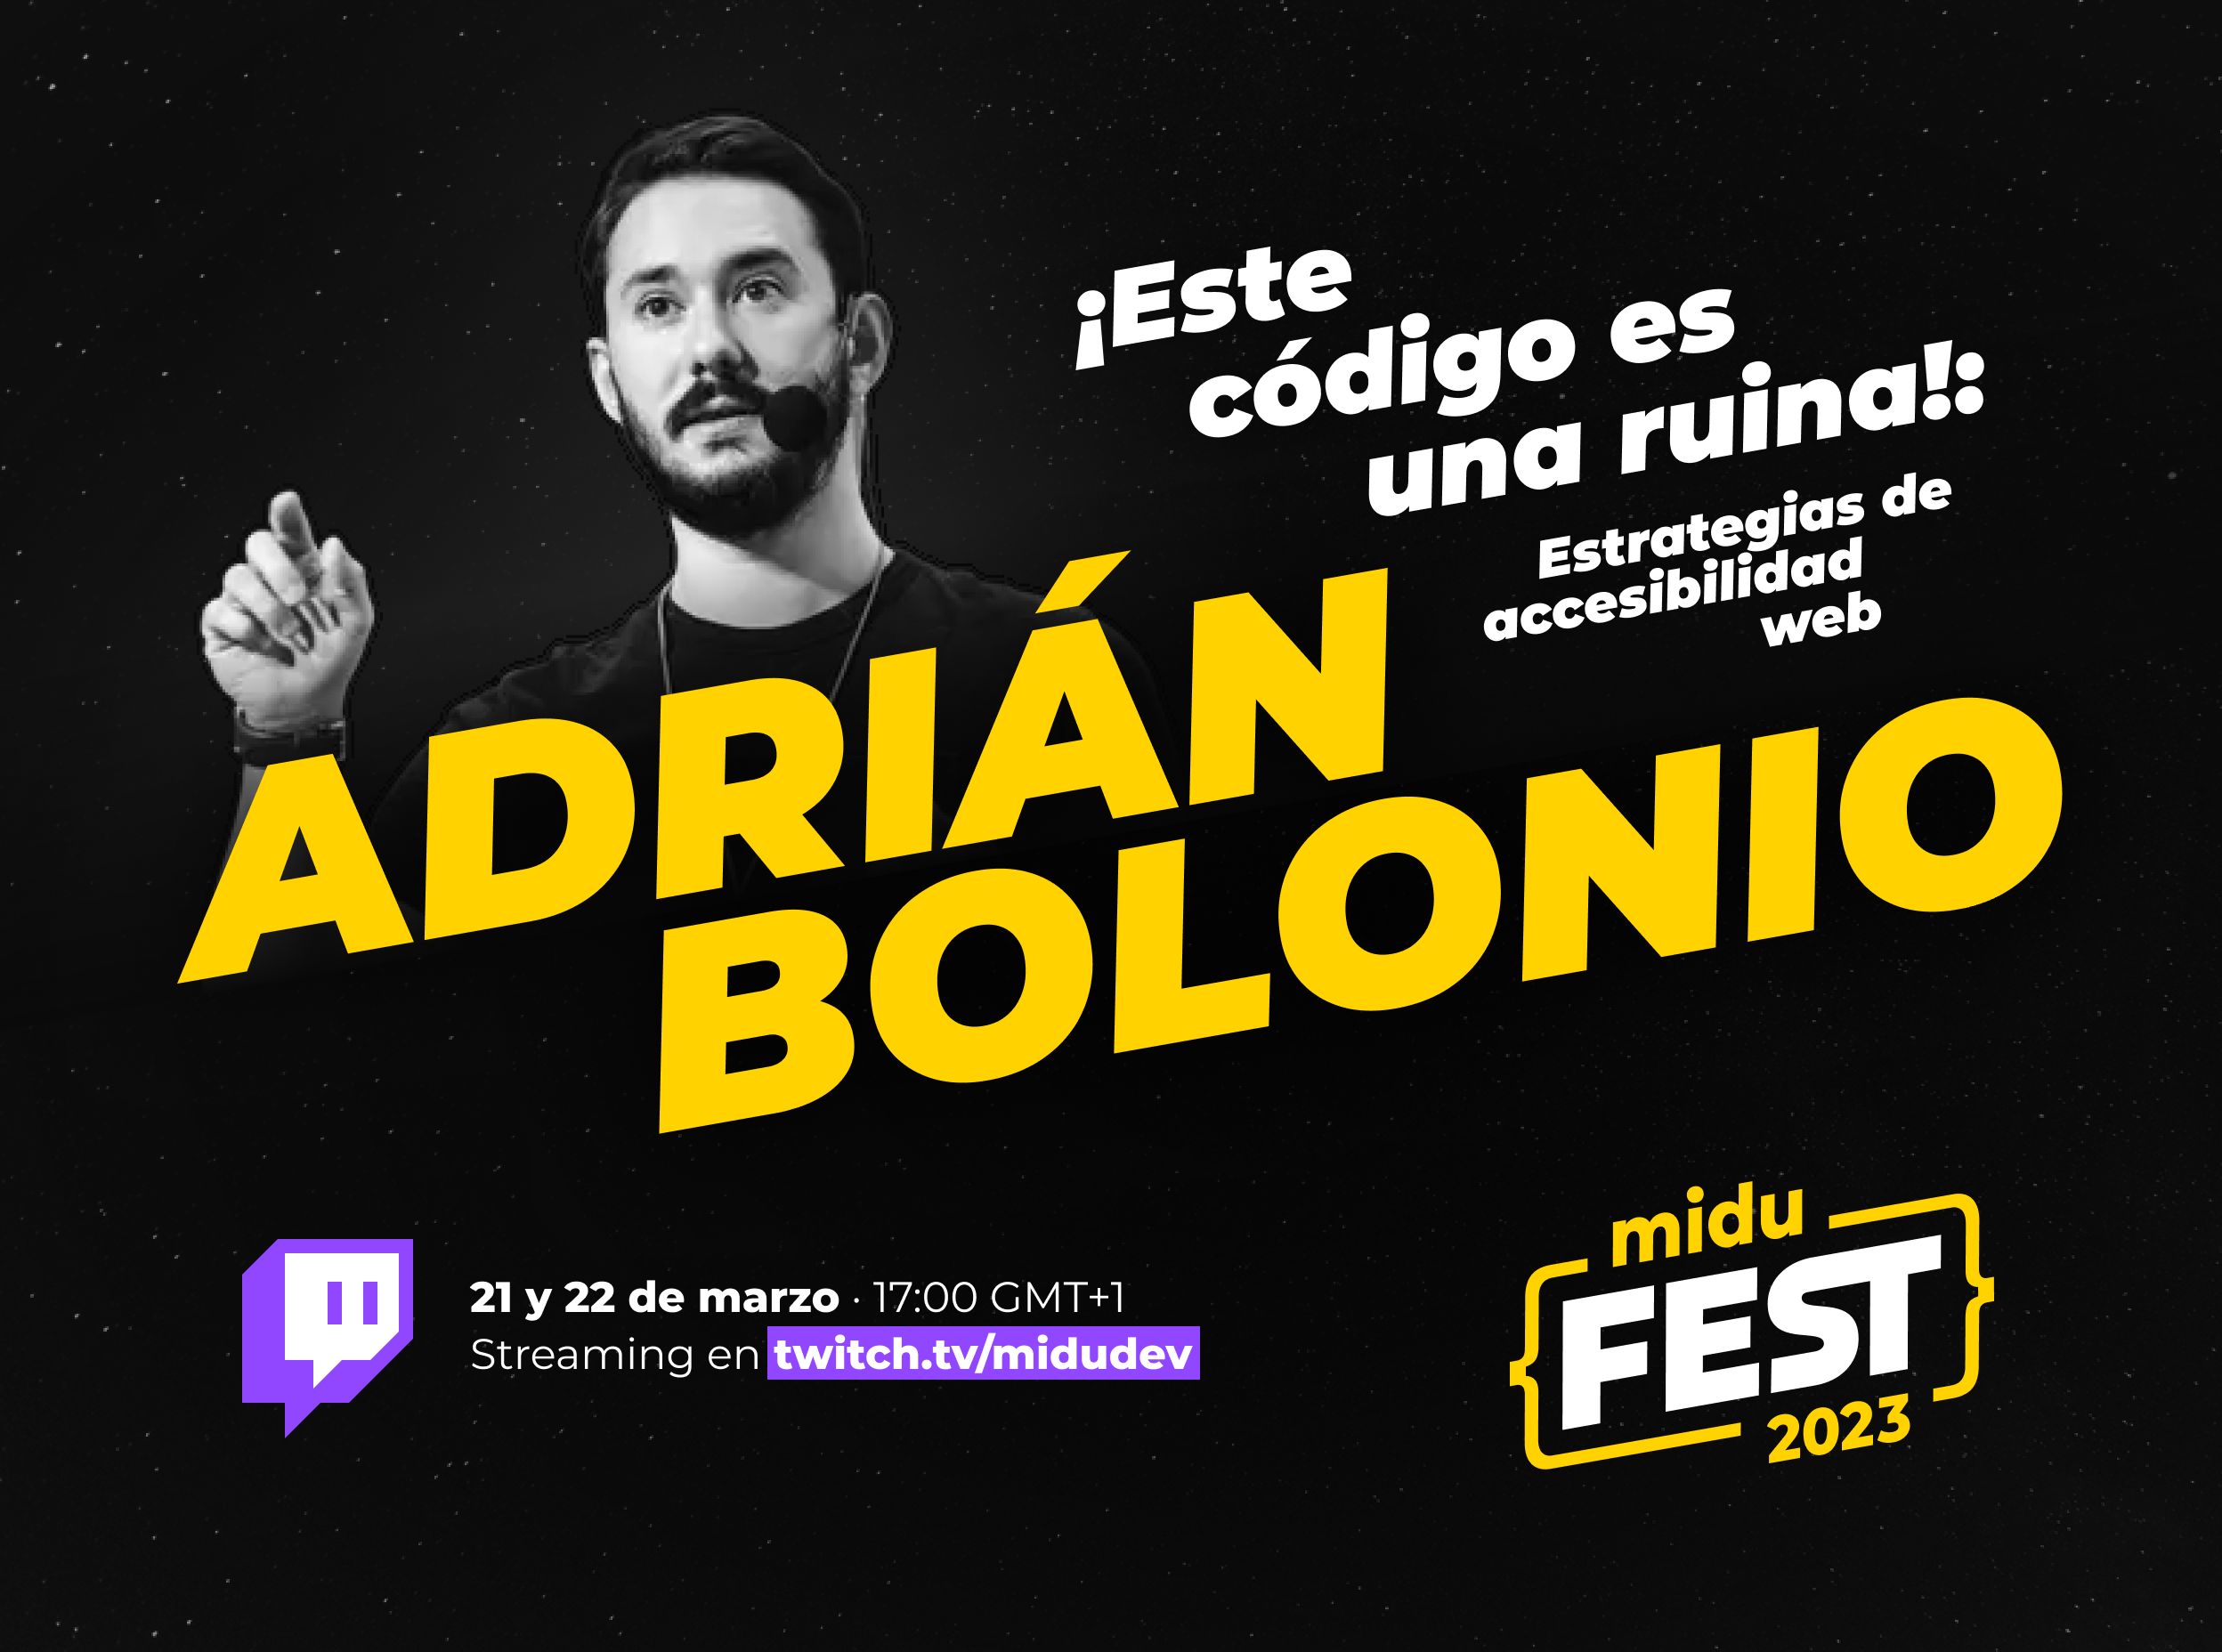 ¡Este
código es
una ruina!:
Estrategias de
accesibilidad
web
ADRIÁN
BOLONIO
21 y 22 de marzo · 17:00 GMT+1
Streaming en twitch.tv/midudev
midu
FEST
2023